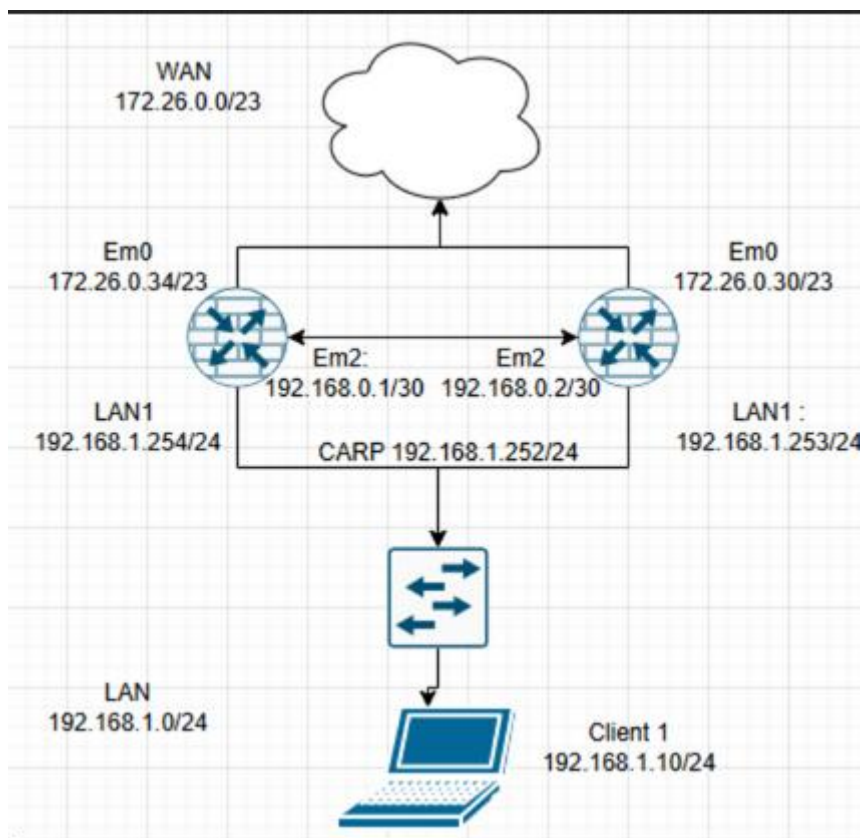 WAN
172.26.0.0/23
Em0
172.26.0.34/23
Em0
172.26.0.30/23
Em2:
192.168.0.1/30
Em2
192.168.0.2/30
LAN1
192.168.1.254/24
LAN1 :
192.168.1.253/24
CARP 192.168.1.252/24
LAN
192.168.1.0/24
Client 1
192.168.1.10/24